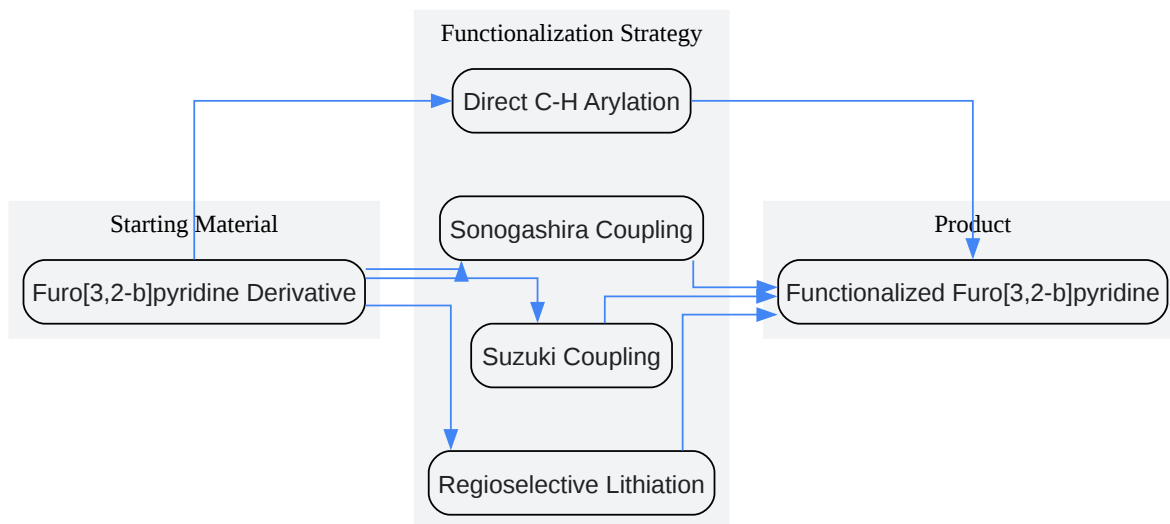 Functionalization Strategy
Direct C-H Arylation
Starting Material
Sonogashira Coupling
Product
Furo[3,2-b]pyridine Derivative
Functionalized Furo[3,2-b]pyridine
Suzuki Coupling
Regioselective Lithiation